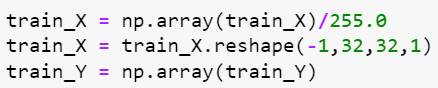 train_X = np.array(train_X)/255.0
train_X = train_X.reshape(-1,32,32,1)
train_Y = np.array(train_Y)